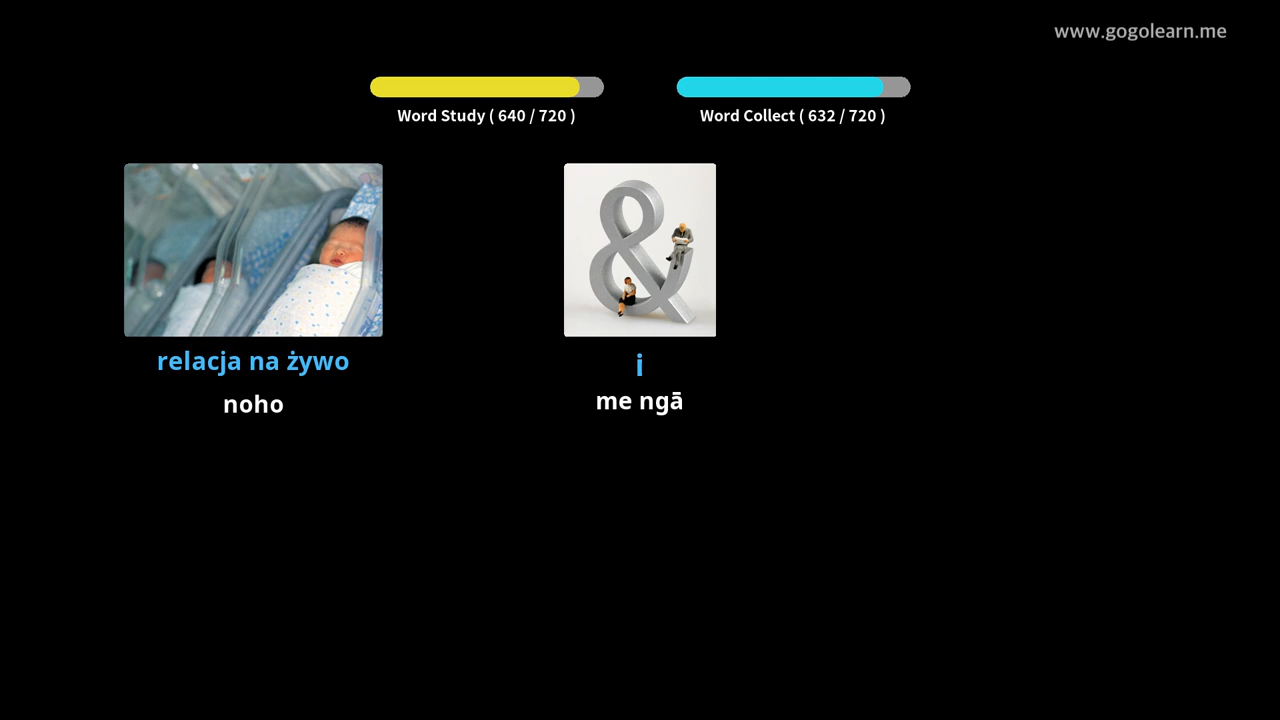 www.gogolearn.me
Word Study ( 640 / 720 )
Word Collect ( 632 / 720 )
relacja na żywo
noho
i
me ngā